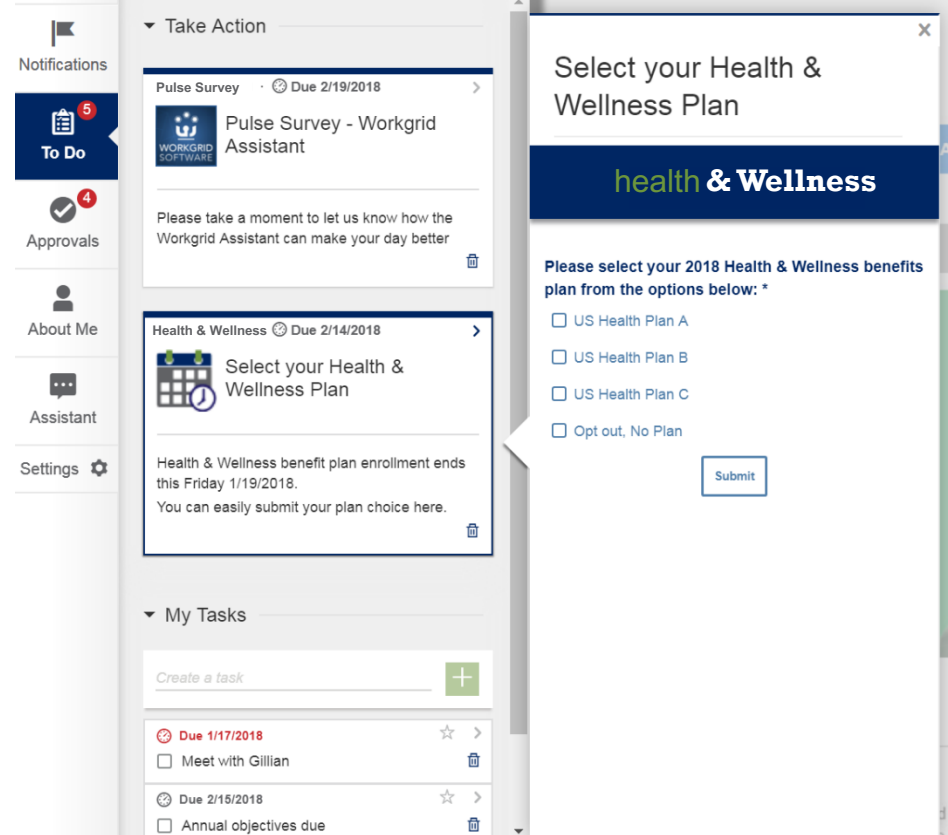 Notifications
5
To Do
4
Approvals
About Me
Assistant
Settings
Take Action
Pulse Survey · Due 2/19/2018
WORKGRID
SOFTWARE
Pulse Survey - Workgrid
Assistant
Please take a moment to let us know how the
Workgrid Assistant can make your day better
Health & Wellness Due 2/14/2018
Select your Health &
Wellness Plan
Health & Wellness benefit plan enrollment ends
this Friday 1/19/2018.
You can easily submit your plan choice here.
My Tasks
Create a task
Due 1/17/2018
Meet with Gillian
Due 2/15/2018
Annual objectives due
Select your Health &
Wellness Plan
health & Wellness
Please select your 2018 Health & Wellness benefits
plan from the options below: *
US Health Plan A
US Health Plan B
US Health Plan C
Opt out, No Plan
Submit